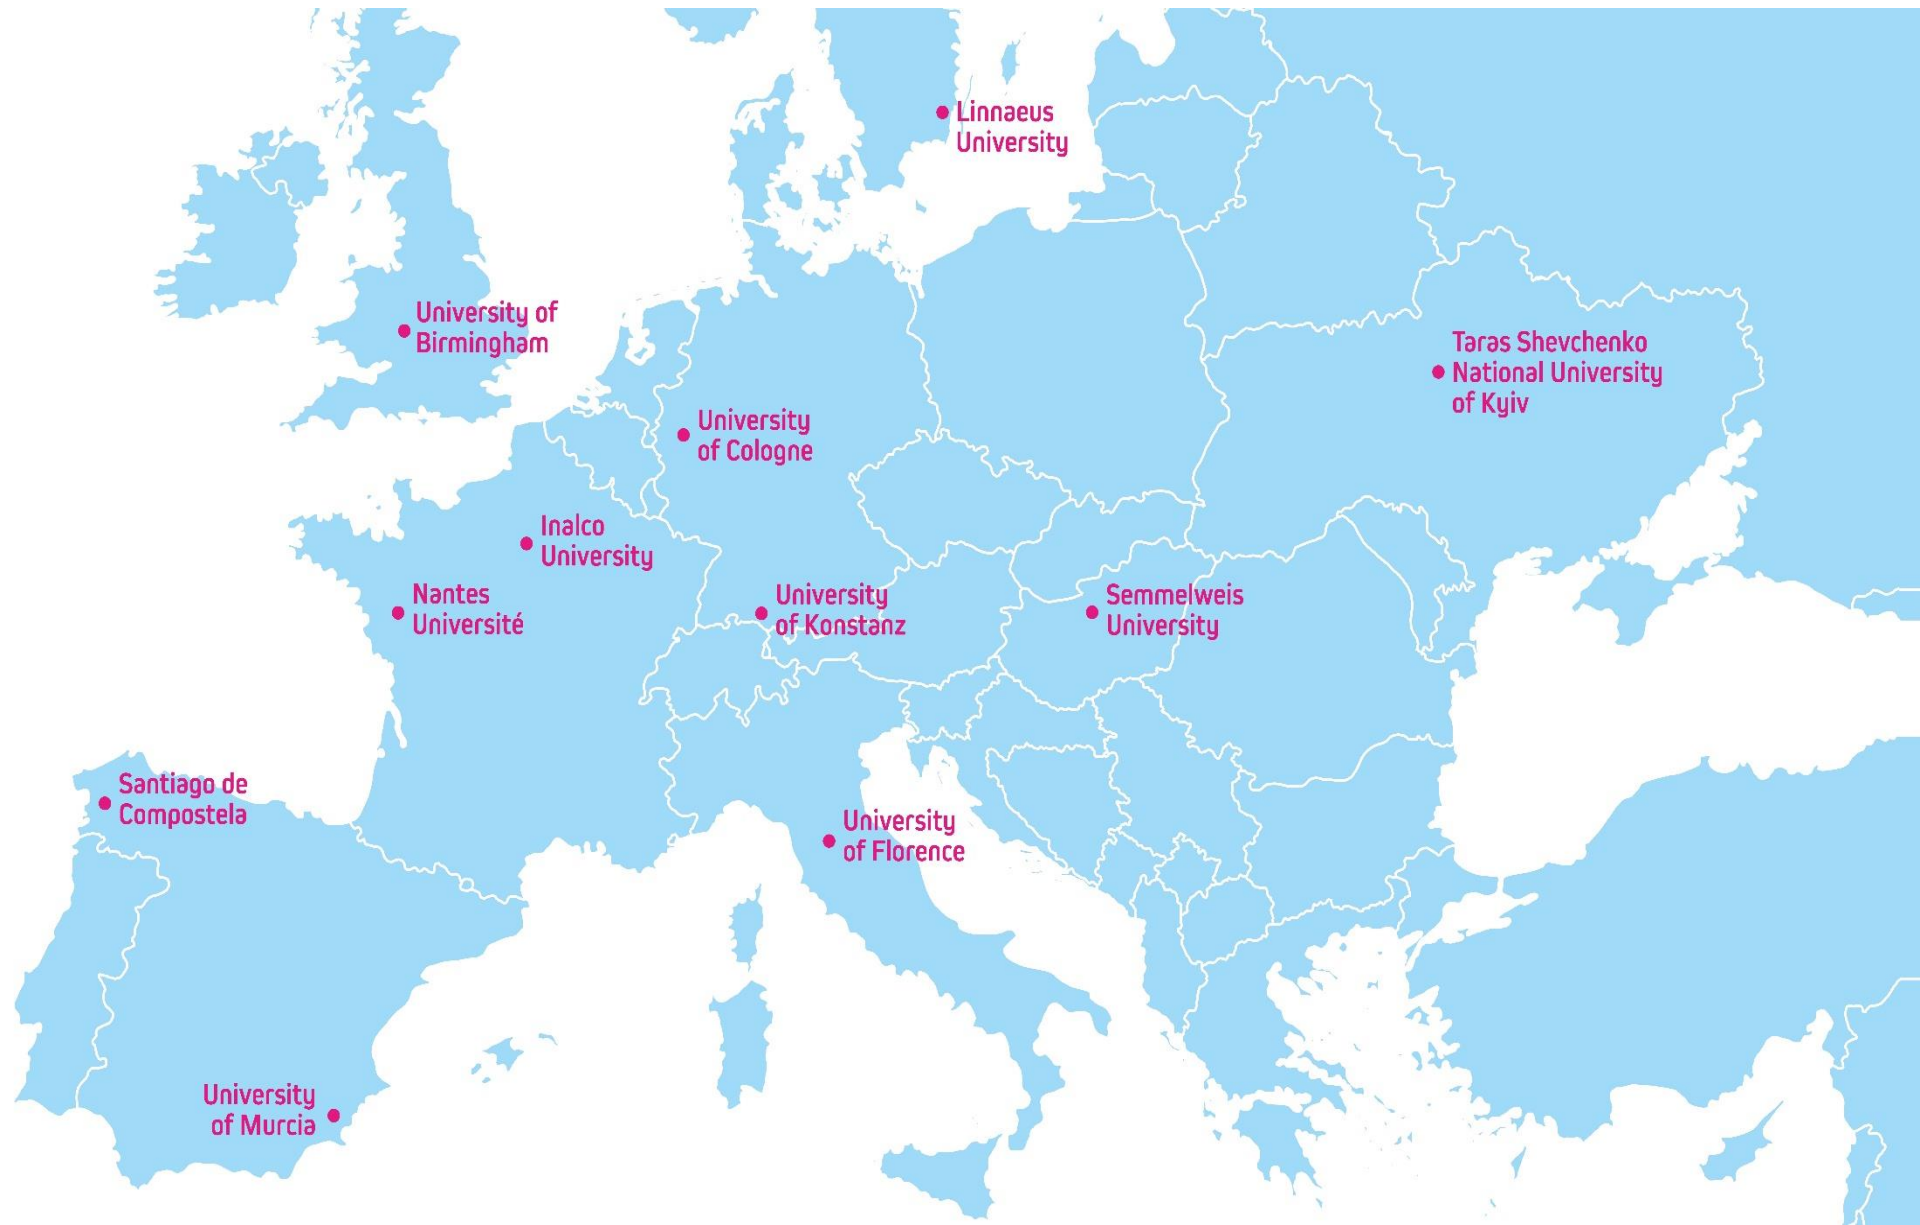 Linnaeus
University
University of
Birmingham
Taras Shevchenko
National University
of Kyiv
University
of Cologne
Inalco
University
Nantes
Université
University
of Konstanz
Semmelweis
University
Santiago de
Compostela
University
of Florence
University
of Murcia